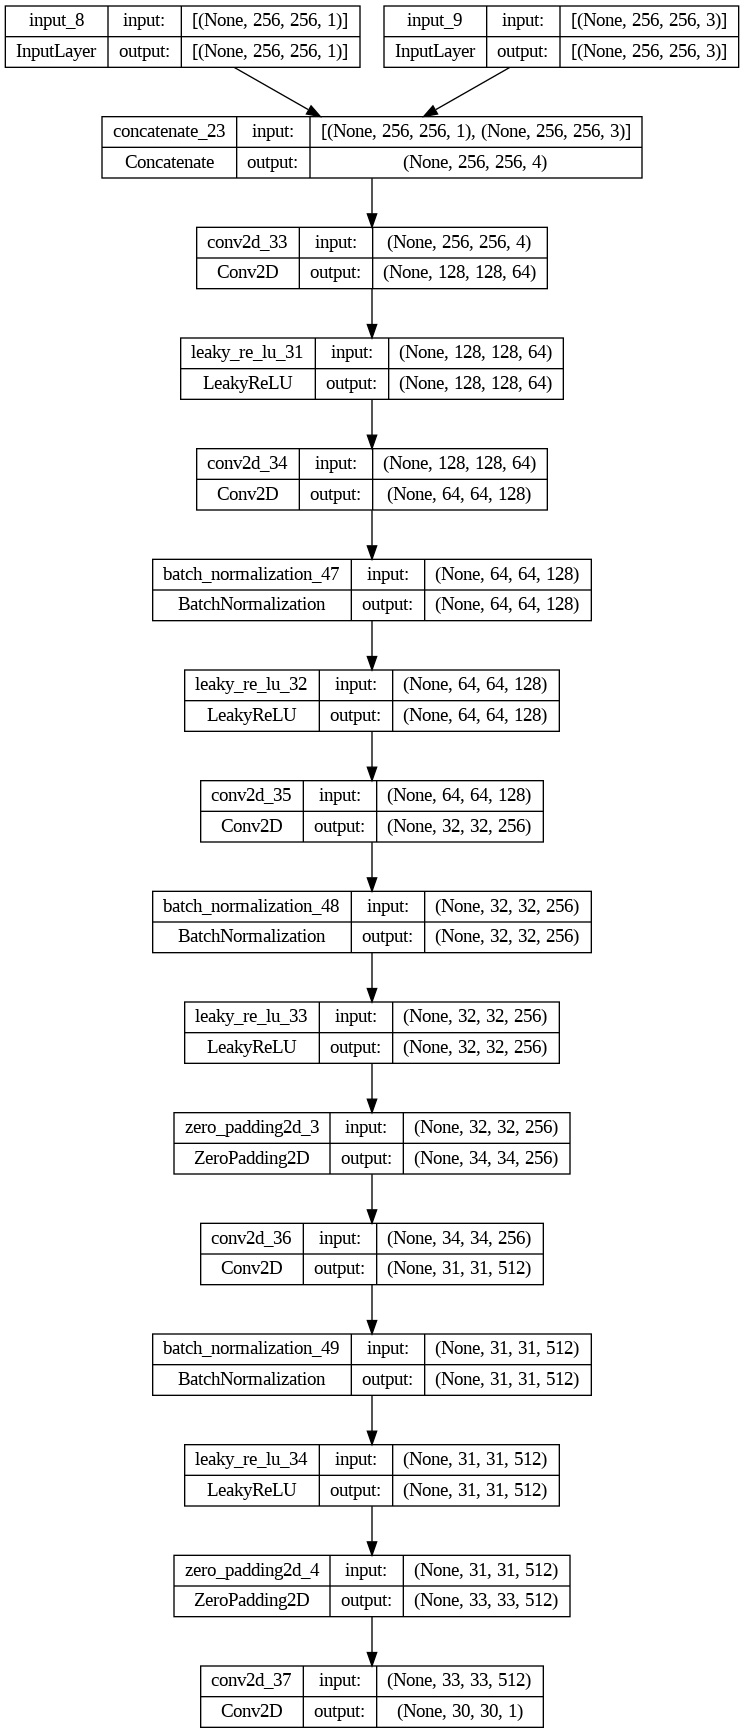 input_8 input: [(None, 256, 256, 1)]
InputLayer output: [(None, 256, 256, 1)]
input_9 input: [(None, 256, 256, 3)]
InputLayer output: [(None, 256, 256, 3)]
concatenate_23 input: [(None, 256, 256, 1), (None, 256, 256, 3)]
Concatenate output: (None, 256, 256, 4)
conv2d_33 input: (None, 256, 256, 4)
Conv2D output: (None, 128, 128, 64)
leaky_re_lu_31 input: (None, 128, 128, 64)
LeakyReLU output: (None, 128, 128, 64)
conv2d_34 input: (None, 128, 128, 64)
Conv2D output: (None, 64, 64, 128)
batch_normalization_47 input: (None, 64, 64, 128)
BatchNormalization output: (None, 64, 64, 128)
leaky_re_lu_32 input: (None, 64, 64, 128)
LeakyReLU output: (None, 64, 64, 128)
conv2d_35 input: (None, 64, 64, 128)
Conv2D output: (None, 32, 32, 256)
batch_normalization_48 input: (None, 32, 32, 256)
BatchNormalization output: (None, 32, 32, 256)
leaky_re_lu_33 input: (None, 32, 32, 256)
LeakyReLU output: (None, 32, 32, 256)
zero_padding2d_3 input: (None, 32, 32, 256)
ZeroPadding2D output: (None, 34, 34, 256)
conv2d_36 input: (None, 34, 34, 256)
Conv2D output: (None, 31, 31, 512)
batch_normalization_49 input: (None, 31, 31, 512)
BatchNormalization output: (None, 31, 31, 512)
leaky_re_lu_34 input: (None, 31, 31, 512)
LeakyReLU output: (None, 31, 31, 512)
zero_padding2d_4 input: (None, 31, 31, 512)
ZeroPadding2D output: (None, 33, 33, 512)
conv2d_37 input: (None, 33, 33, 512)
Conv2D output: (None, 30, 30, 1)